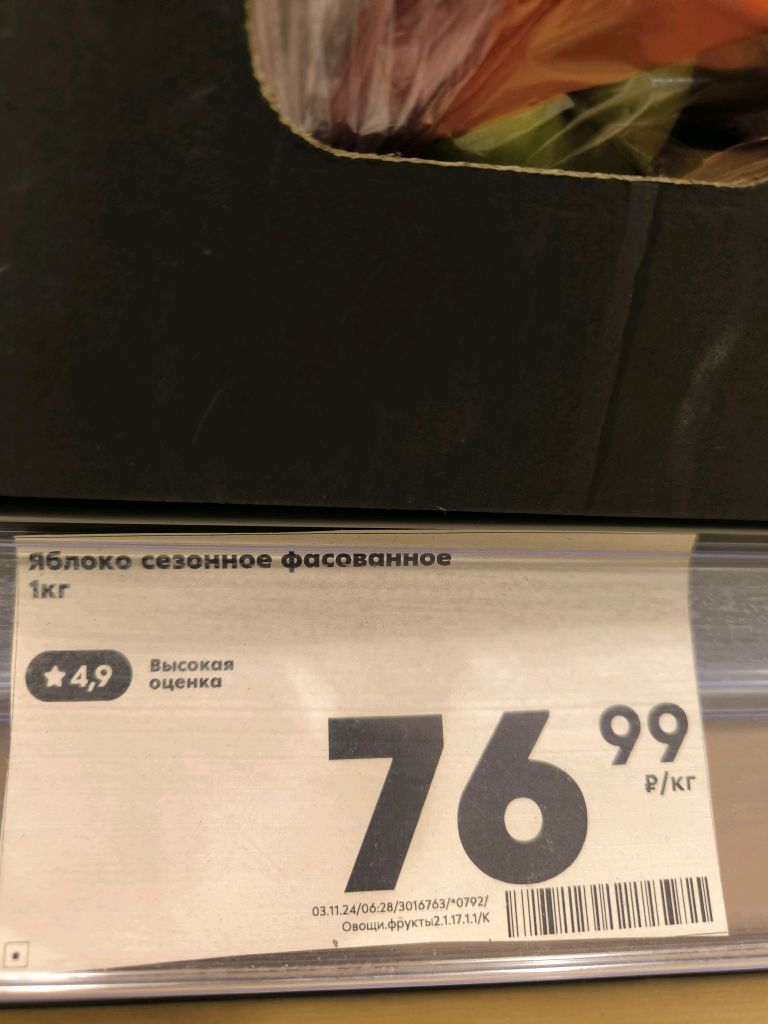 Яблоко сезонное фасованное
1кг
★4,9
Высокая
оценка
76 99
₽/кг
03.11.24/06:28/3016763/*0792/
Овощи.фрукты2.1.17.1.1/К